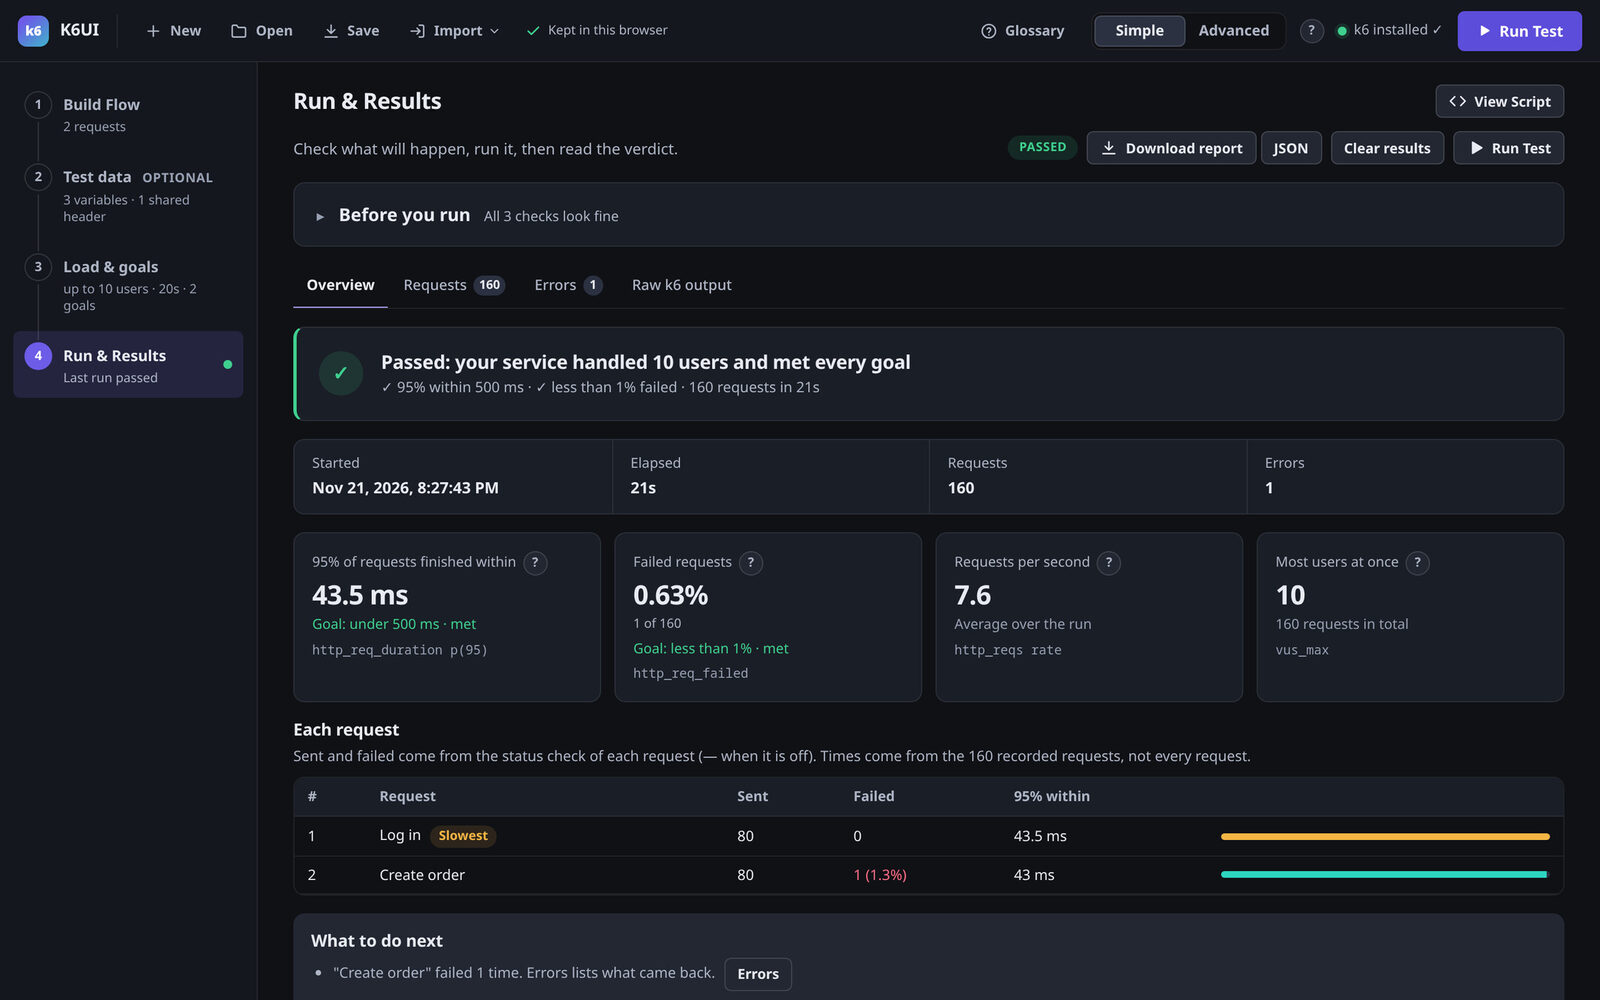 k6 K6UI New Open Save Import Kept in this browser Glossary Simple Advanced ? k6 installed ✓ Run Test
1 Build Flow
2 requests
2 Test data OPTIONAL
3 variables · 1 shared
header
3 Load & goals
up to 10 users · 20s · 2
goals
4 Run & Results
Last run passed
Run & Results
View Script
Check what will happen, run it, then read the verdict.
PASSED Download report JSON Clear results Run Test
Before you run All 3 checks look fine
Overview Requests 160 Errors 1 Raw k6 output
✓ Passed: your service handled 10 users and met every goal
✓ 95% within 500 ms · ✓ less than 1% failed · 160 requests in 21s
Started Elapsed Requests Errors
Nov 21, 2026, 8:27:43 PM 21s 160 1
95% of requests finished within ?
43.5 ms
Goal: under 500 ms · met
http_req_duration p(95)
Failed requests ?
0.63%
1 of 160
Goal: less than 1% · met
http_req_failed
Requests per second ?
7.6
Average over the run
http_reqs rate
Most users at once ?
10
160 requests in total
vus_max
Each request
Sent and failed come from the status check of each request (— when it is off). Times come from the 160 recorded requests, not every request.
# Request Sent Failed 95% within
1 Log in Slowest 80 0 43.5 ms
2 Create order 80 1 (1.3%) 43 ms
What to do next
• "Create order" failed 1 time. Errors lists what came back. Errors